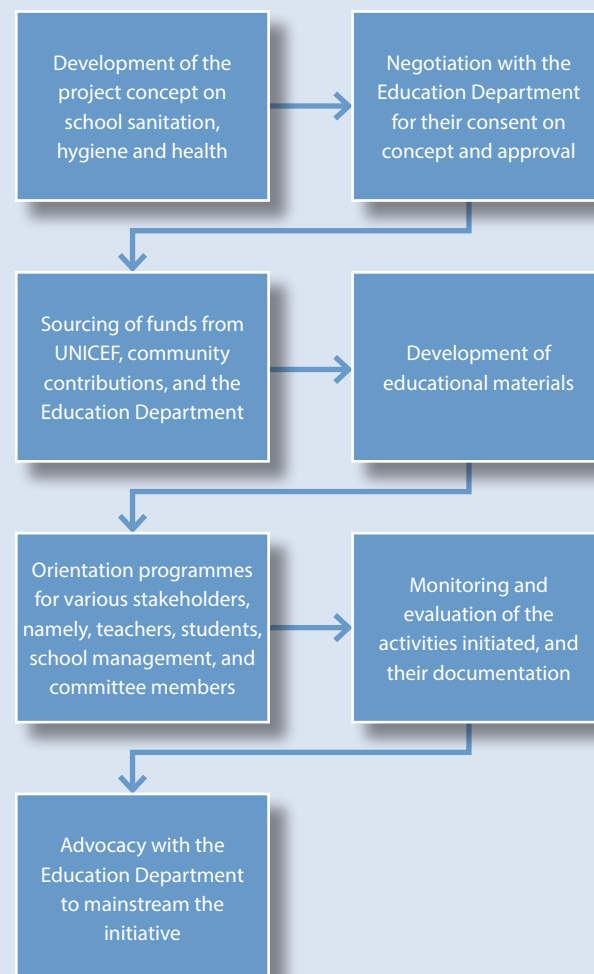 Development of the
project concept on
school sanitation,
hygiene and health
Negotiation with the
Education Department
for their consent on
concept and approval
Sourcing of funds from
UNICEF, community
contributions, and the
Education Department
Development of
educational materials
Orientation programmes
for various stakeholders,
namely, teachers, students,
school management, and
committee members
Monitoring and
evaluation of the
activities initiated, and
their documentation
Advocacy with the
Education Department
to mainstream the
initiative